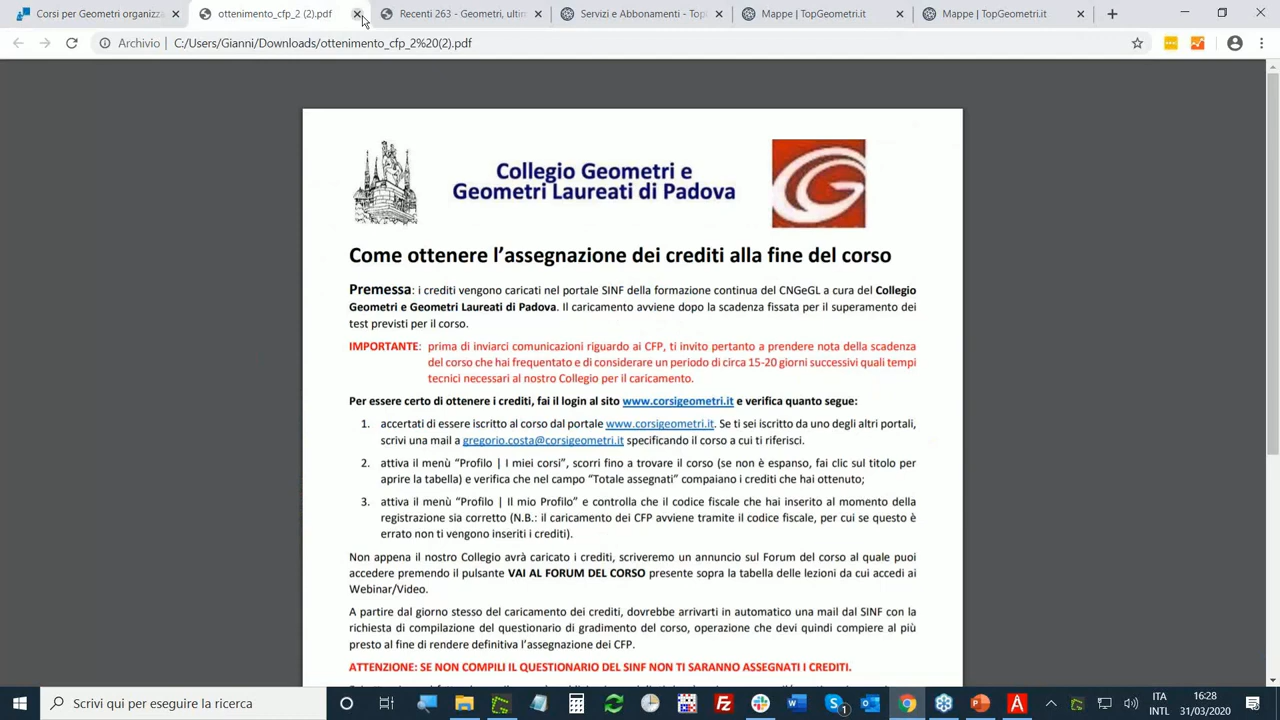 Corsi per Geometri organizza
ottenimento_cfp_2 (2).pdf
Recenti 263 - Geometri, ultim
Servizi e Abbonamenti - Topl
Mappe | TopGeometri.it
Mappe | TopGeometri.it
Archivio | C:/Users/Gianni/Downloads/ottenimento_cfp_2%20(2).pdf
Collegio Geometri e
Geometri Laureati di Padova
Come ottenere l’assegnazione dei crediti alla fine del corso
Premessa: i crediti vengono caricati nel portale SINF della formazione continua del CNGeGL a cura del Collegio
Geometri e Geometri Laureati di Padova. Il caricamento avviene dopo la scadenza fissata per il superamento dei
test previsti per il corso.
IMPORTANTE: prima di inviarci comunicazioni riguardo ai CFP, ti invito pertanto a prendere nota della scadenza
del corso che hai frequentato e di considerare un periodo di circa 15-20 giorni successivi quali tempi
tecnici necessari al nostro Collegio per il caricamento.
Per essere certo di ottenere i crediti, fai il login al sito www.corsigeometri.it e verifica quanto segue:
1. accertati di essere iscritto al corso dal portale www.corsigeometri.it. Se ti sei iscritto da uno degli altri portali,
scrivi una mail a gregorio.costa@corsigeometri.it specificando il corso a cui ti riferisci.
2. attiva il menù “Profilo | I miei corsi”, scorri fino a trovare il corso (se non è espanso, fai clic sul titolo per
aprire la tabella) e verifica che nel campo “Totale assegnati” compaiano i crediti che hai ottenuto;
3. attiva il menù “Profilo | Il mio Profilo” e controlla che il codice fiscale che hai inserito al momento della
registrazione sia corretto (N.B.: il caricamento dei CFP avviene tramite il codice fiscale, per cui se questo è
errato non ti vengono inseriti i crediti).
Non appena il nostro Collegio avrà caricato i crediti, scriveremo un annuncio sul Forum del corso al quale puoi
accedere premendo il pulsante VAI AL FORUM DEL CORSO presente sopra la tabella delle lezioni da cui accedi ai
Webinar/Video.
A partire dal giorno stesso del caricamento dei crediti, dovrebbe arrivarti in automatico una mail dal SINF con la
richiesta di compilazione del questionario di gradimento del corso, operazione che devi quindi compiere al più
presto al fine di rendere definitiva l’assegnazione dei CFP.
ATTENZIONE: SE NON COMPILI IL QUESTIONARIO DEL SINF NON TI SARANNO ASSEGNATI I CREDITI.
Scrivi qui per eseguire la ricerca
ITA
INTL
16:28
31/03/2020